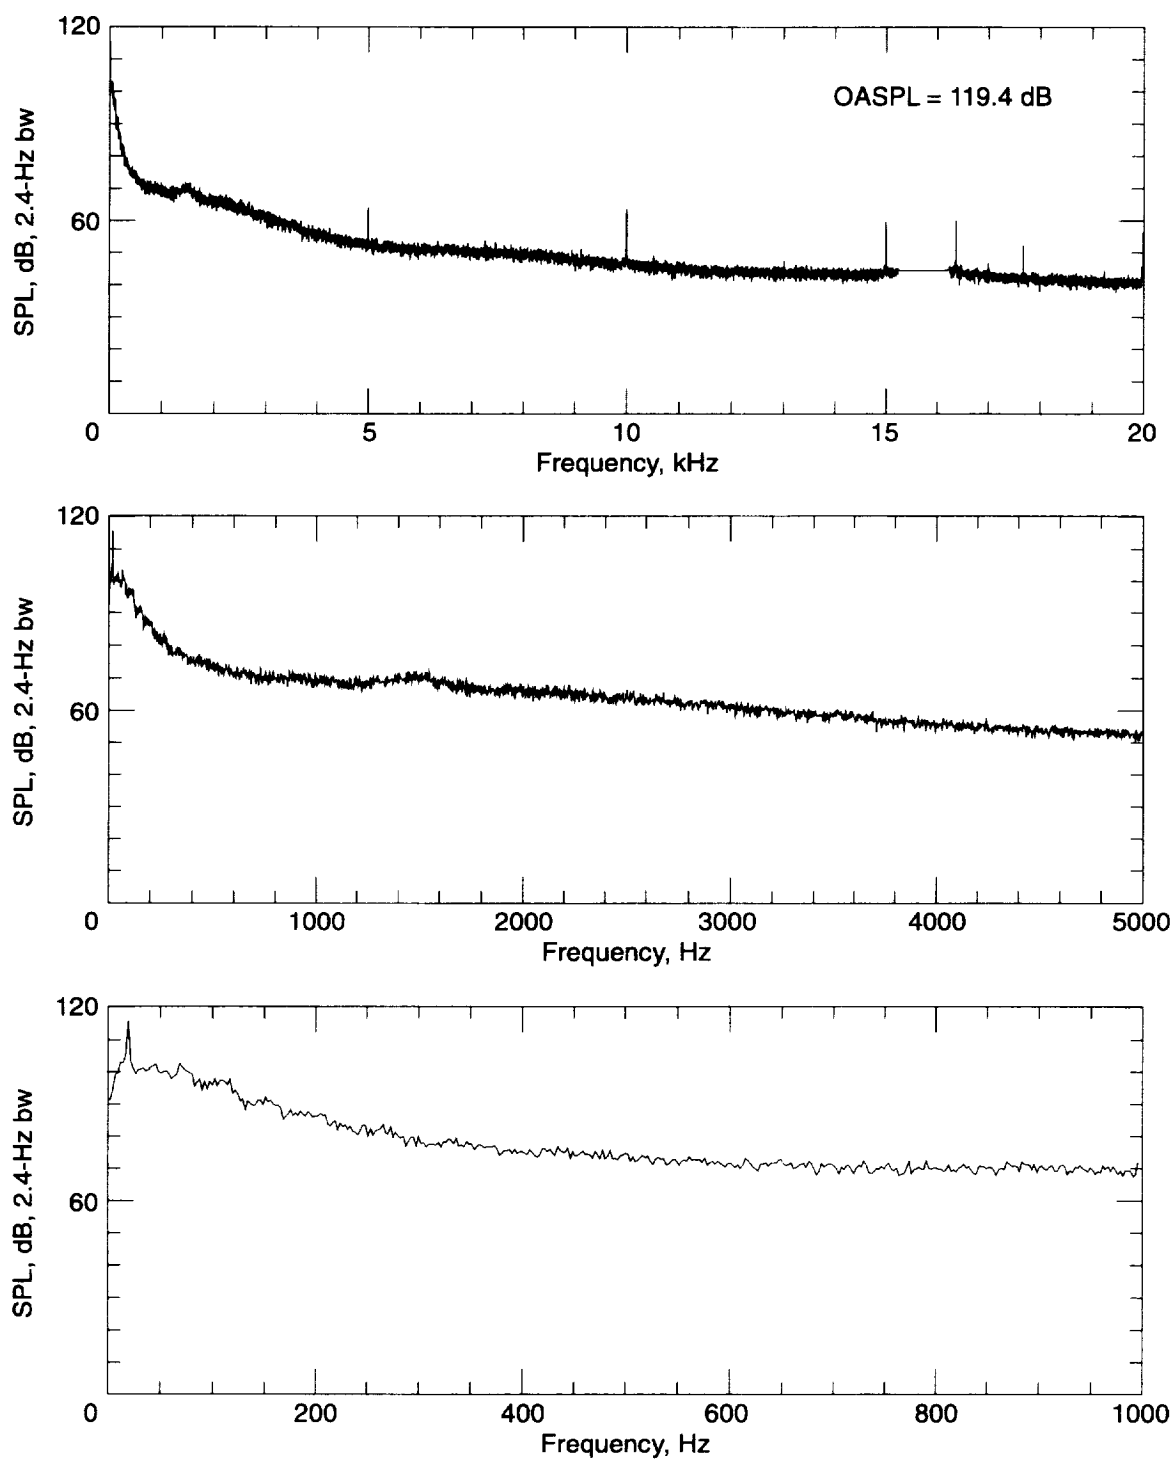 120
OASPL = 119.4 dB
SPL, dB, 2.4-Hz bw
60
0 5 10 15 20
Frequency, kHz
120
SPL, dB, 2.4-Hz bw
60
0 1000 2000 3000 4000 5000
Frequency, Hz
120
SPL, dB, 2.4-Hz bw
60
0 200 400 600 800 1000
Frequency, Hz